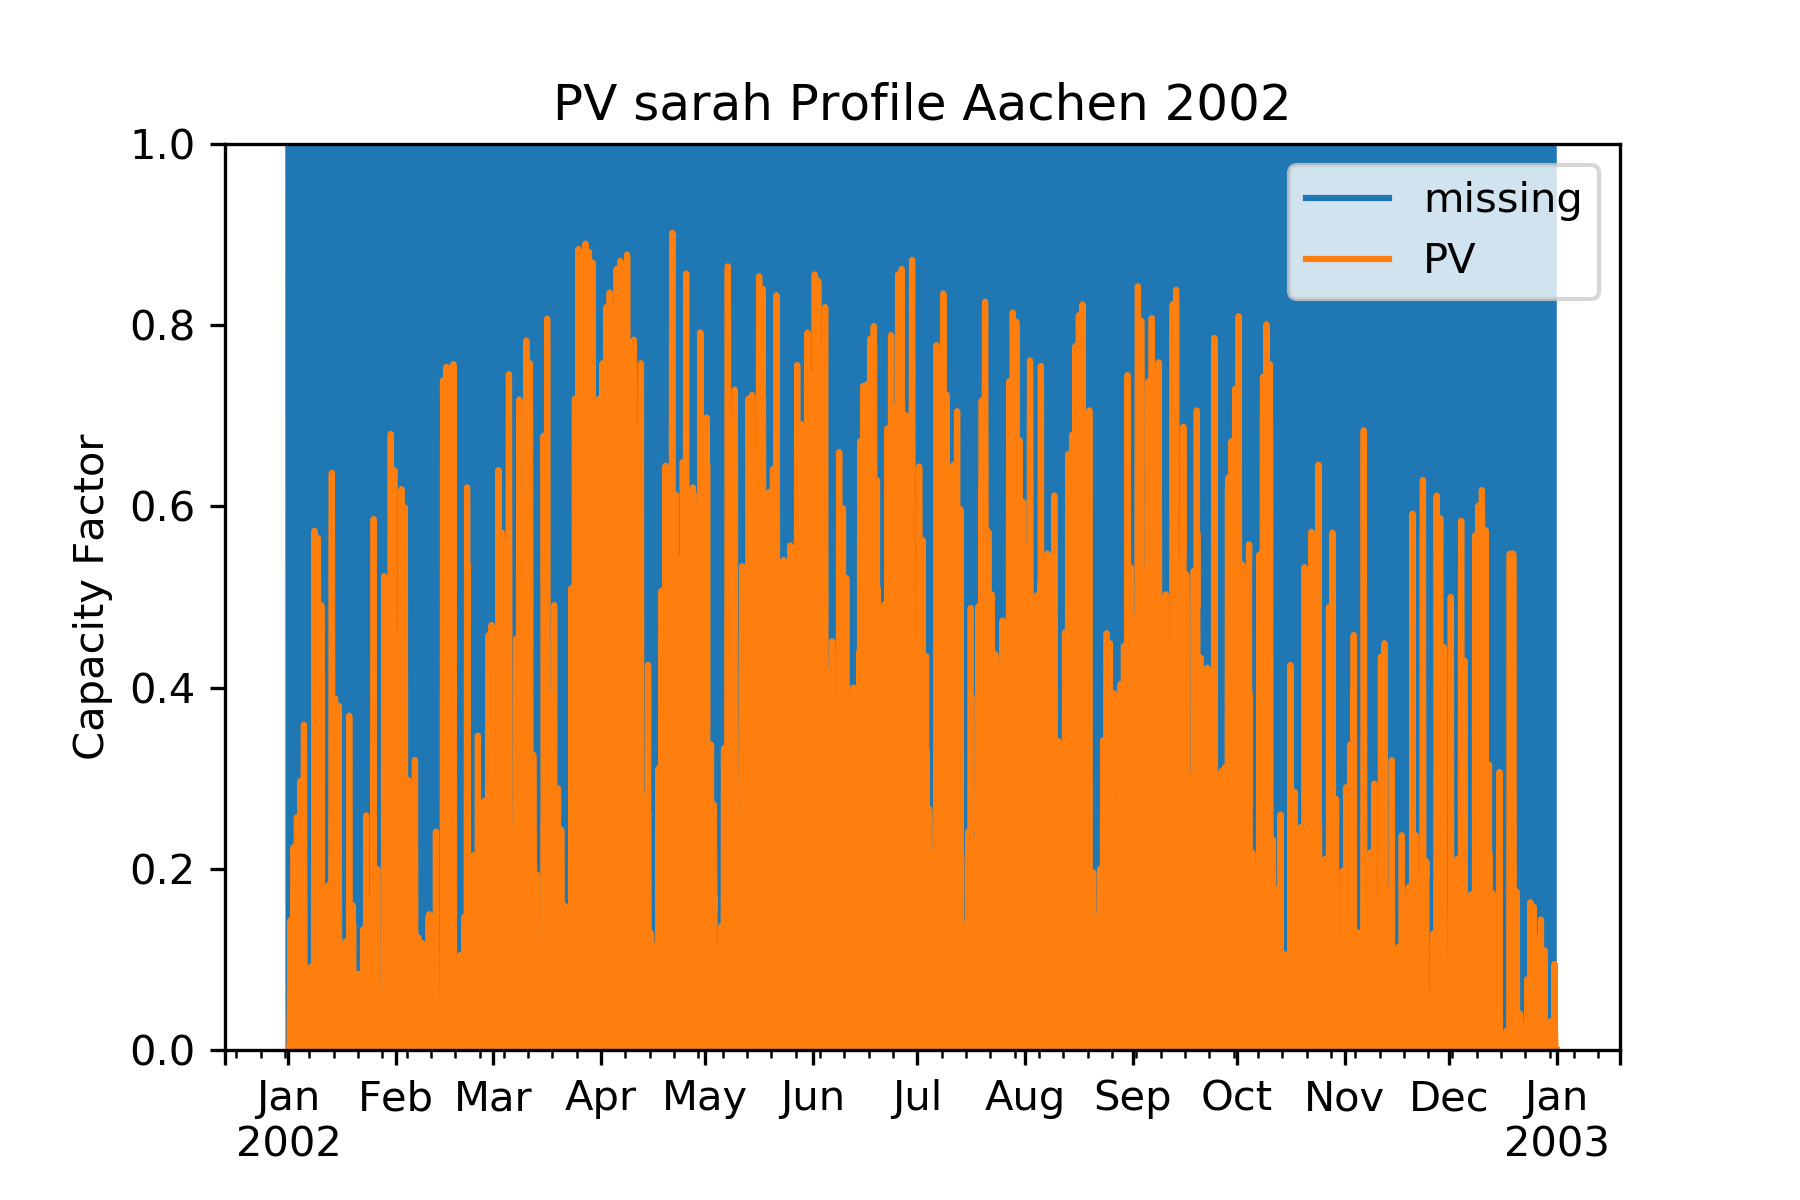 PV sarah Profile Aachen 2002
1.0
0.8
0.6
0.4
0.2
0.0
Capacity Factor
missing
PV
Jan Feb Mar Apr May Jun Jul Aug Sep Oct Nov Dec Jan
2002 2003